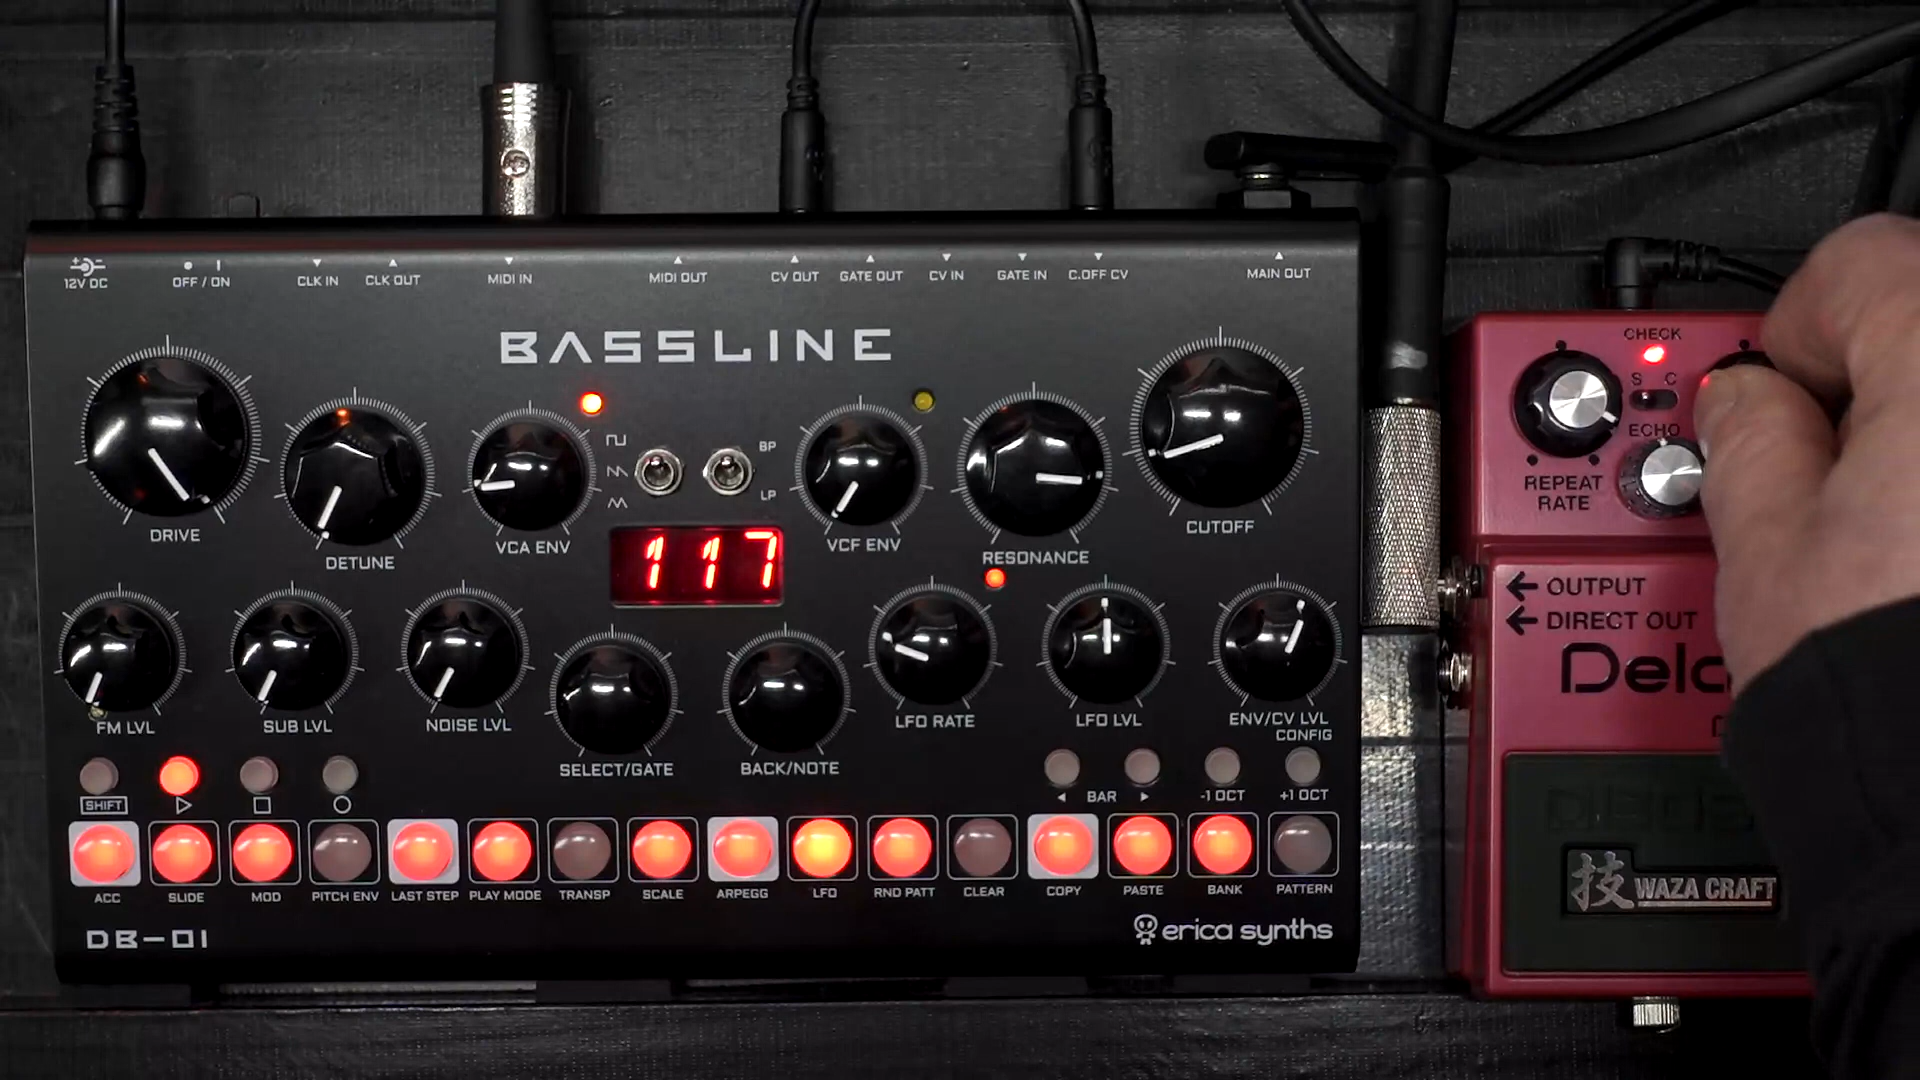 12V DC
OFF / ON
CLK IN
CLK OUT
MIDI IN
MIDI OUT
CV OUT
GATE OUT
CV IN
GATE IN
C.OFF CV
MAIN OUT
BASSLINE
DRIVE
DETUNE
VCA ENV
BP
LP
VCF ENV
RESONANCE
CUTOFF
117
FM LVL
SUB LVL
NOISE LVL
SELECT/GATE
BACK/NOTE
LFO RATE
LFO LVL
ENV/CV LVL
CONFIG
SHIFT
BAR
-1 OCT
+1 OCT
ACC
SLIDE
MOD
PITCH ENV
LAST STEP
PLAY MODE
TRANSP
SCALE
ARPEGG
LFO
RND PATT
CLEAR
COPY
PASTE
BANK
PATTERN
DB-01
erica synths
CHECK
S C
ECHO
REPEAT
RATE
OUTPUT
DIRECT OUT
Dela
技 WAZA CRAFT